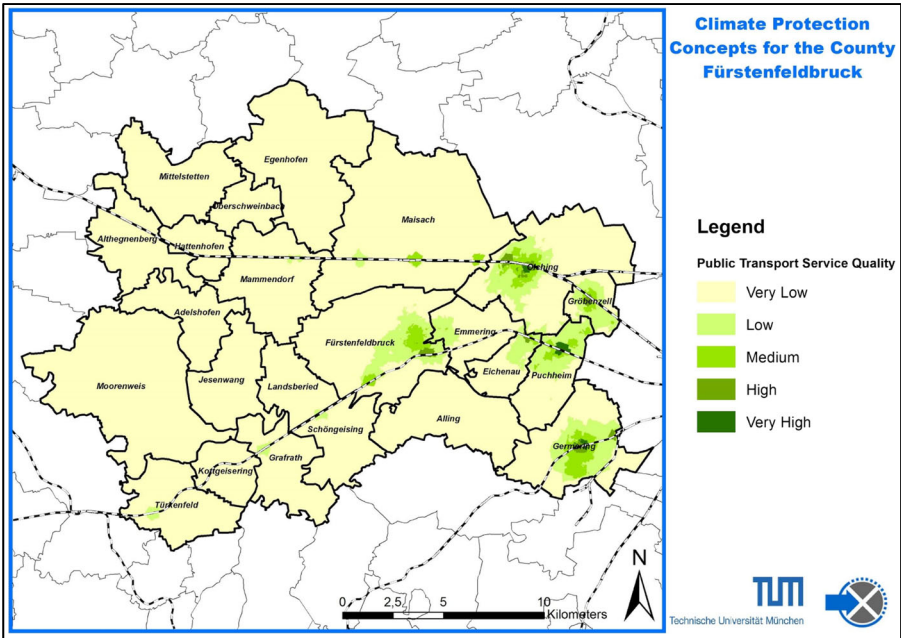 Climate Protection
Concepts for the County
Fürstenfeldbruck
Egenhofen
Mittelstetten
Oberschweinbach
Maisach
Althegnenberg
Hattenhofen
Olching
Mammendorf
Gröbenzell
Adelshofen
Fürstenfeldbruck
Emmering
Eichenau
Puchheim
Moorenweis
Jesenwang
Landsberied
Alling
Schöngeising
Germering
Grafrath
Kottgeisering
Türkenfeld
Legend
Public Transport Service Quality
Very Low
Low
Medium
High
Very High
N
0 2,5 5 10
Kilometers
TUM
Technische Universität München